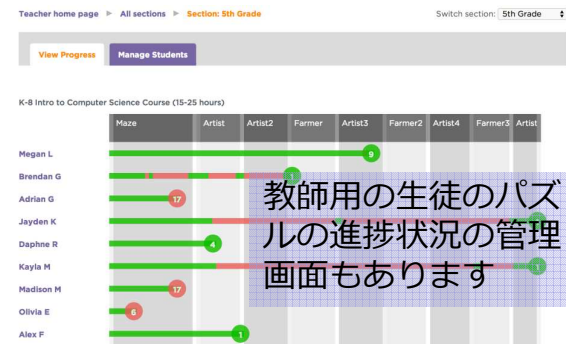 Teacher home page ▶ All sections ▶ Section: 5th Grade
Switch section: 5th Grade
View Progress
Manage Students
K-8 Intro to Computer Science Course (15-25 hours)
Maze Artist Artist2 Farmer Artist3 Farmer2 Artist4 Farmer3 Artist
Megan L 9
Brendan G 1
Adrian G 17
Jayden K
Daphne R 4
Kayla M 1
Madison M 17
Olivia E 6
Alex F 1
教師用の生徒のパズ
ルの進捗状況の管理
画面もあります